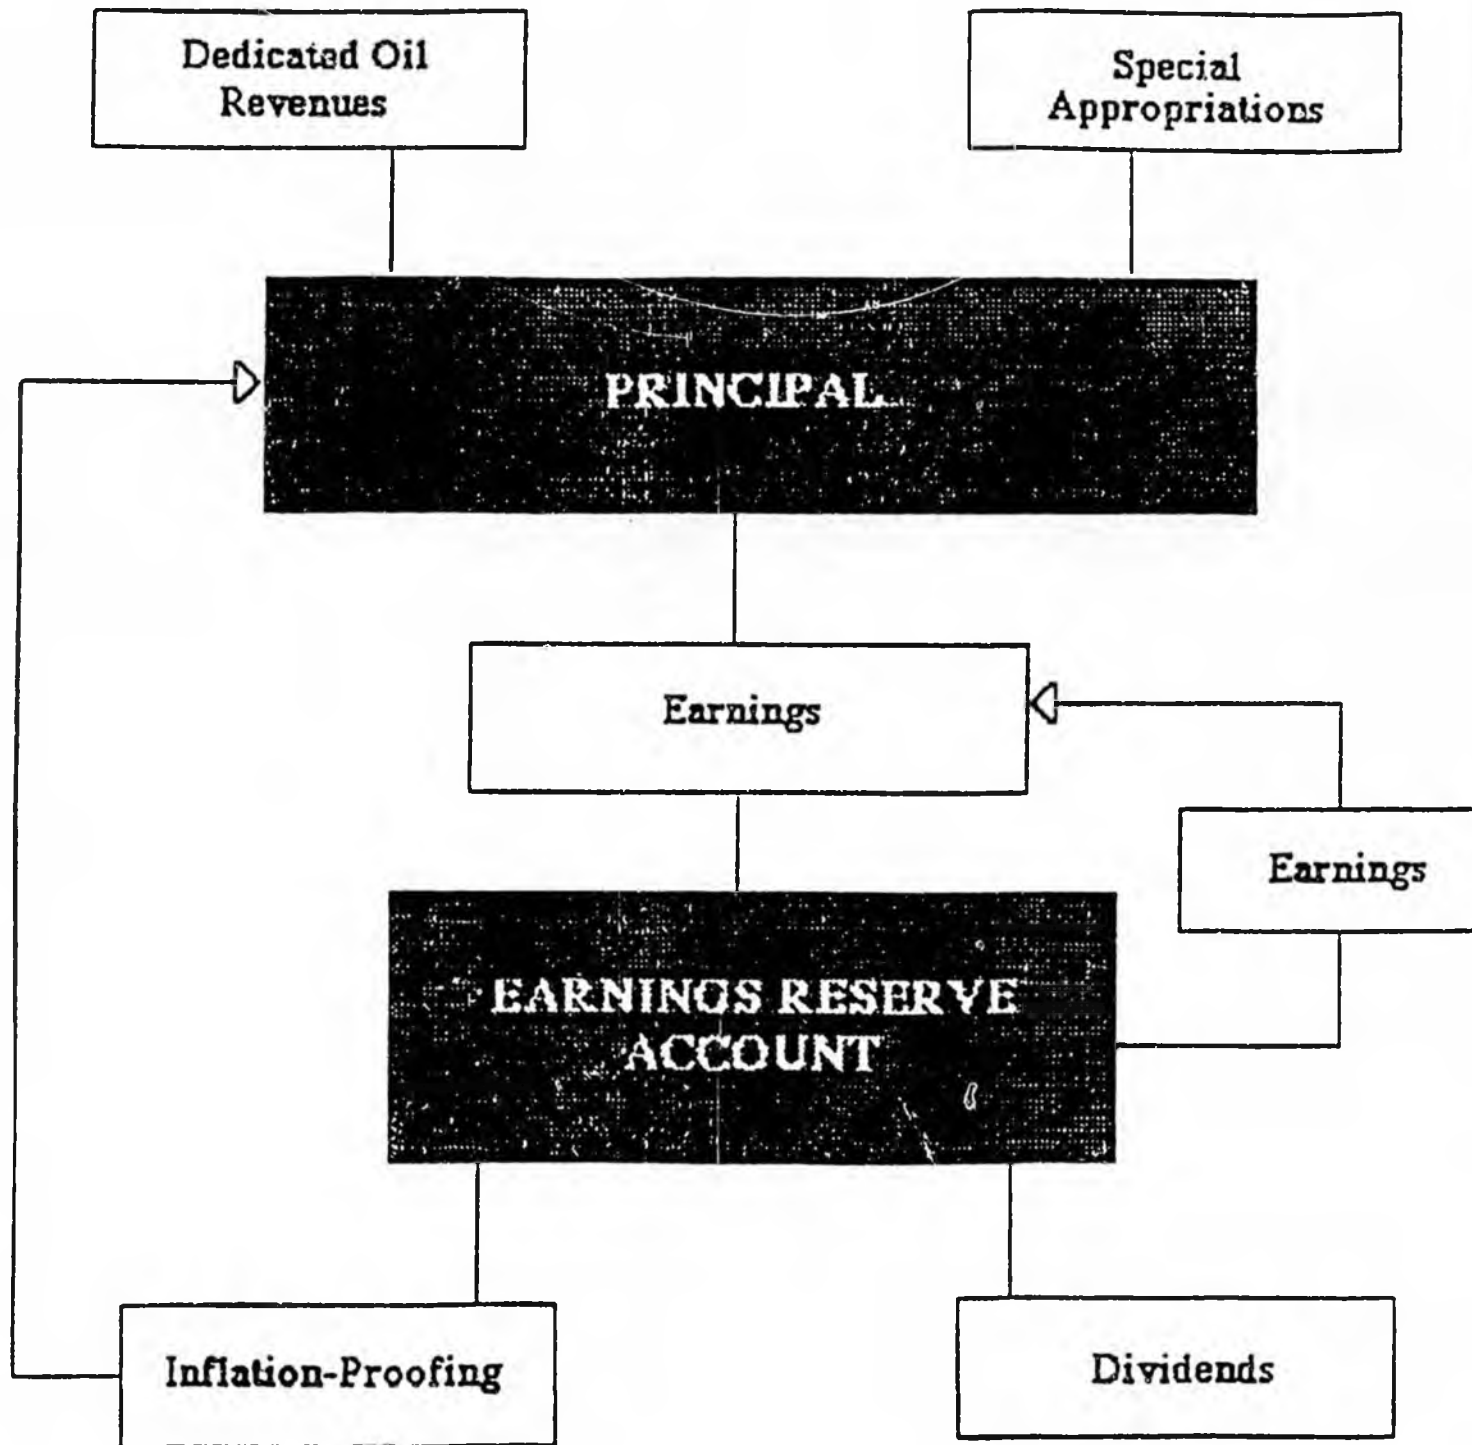 Dedicated Oil
Revenues
Special
Appropriations
PRINCIPAL
Earnings
Earnings
EARNINGS RESERVE
ACCOUNT
Inflation-Proofing
Dividends